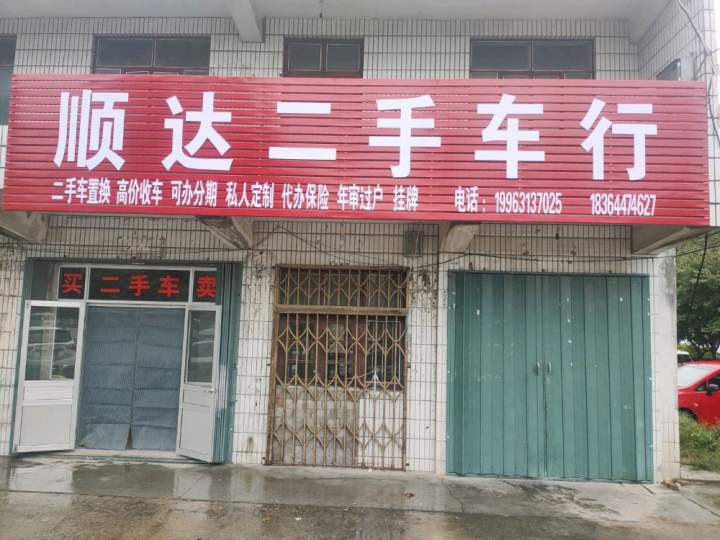 顺达二手车行
二手车置换 高价收车 可办分期 私人定制 代办保险 年审过户 挂牌 电话：19963137025 18364474627
买二手车卖